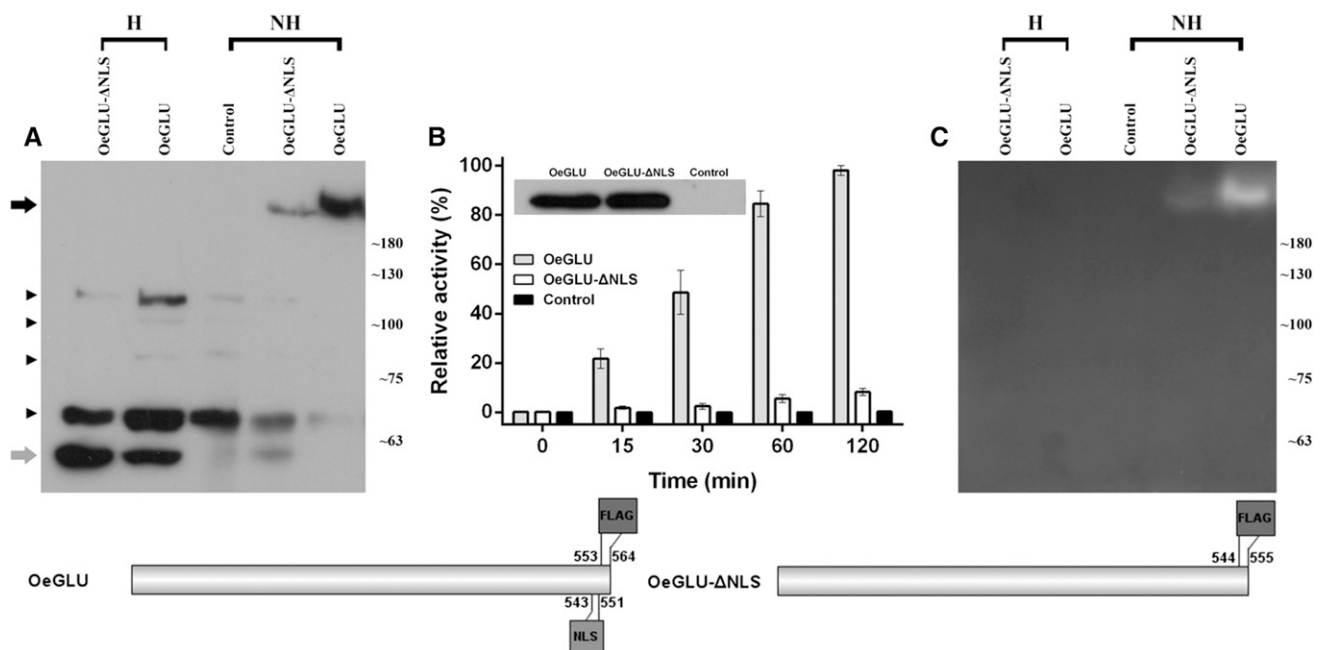 H
NH
OeGLU-ΔNLS
OeGLU
Control
OeGLU-ΔNLS
OeGLU
A
~180
~130
~100
~75
~63
B
Relative activity (%)
100
80
60
40
20
0
OeGLU OeGLU-ΔNLS Control
OeGLU
OeGLU-ΔNLS
Control
0 15 30 60 120
Time (min)
H
NH
OeGLU-ΔNLS
OeGLU
Control
OeGLU-ΔNLS
OeGLU
C
~180
~130
~100
~75
~63
FLAG
553 564
OeGLU
543 551
NLS
FLAG
544 555
OeGLU-ΔNLS